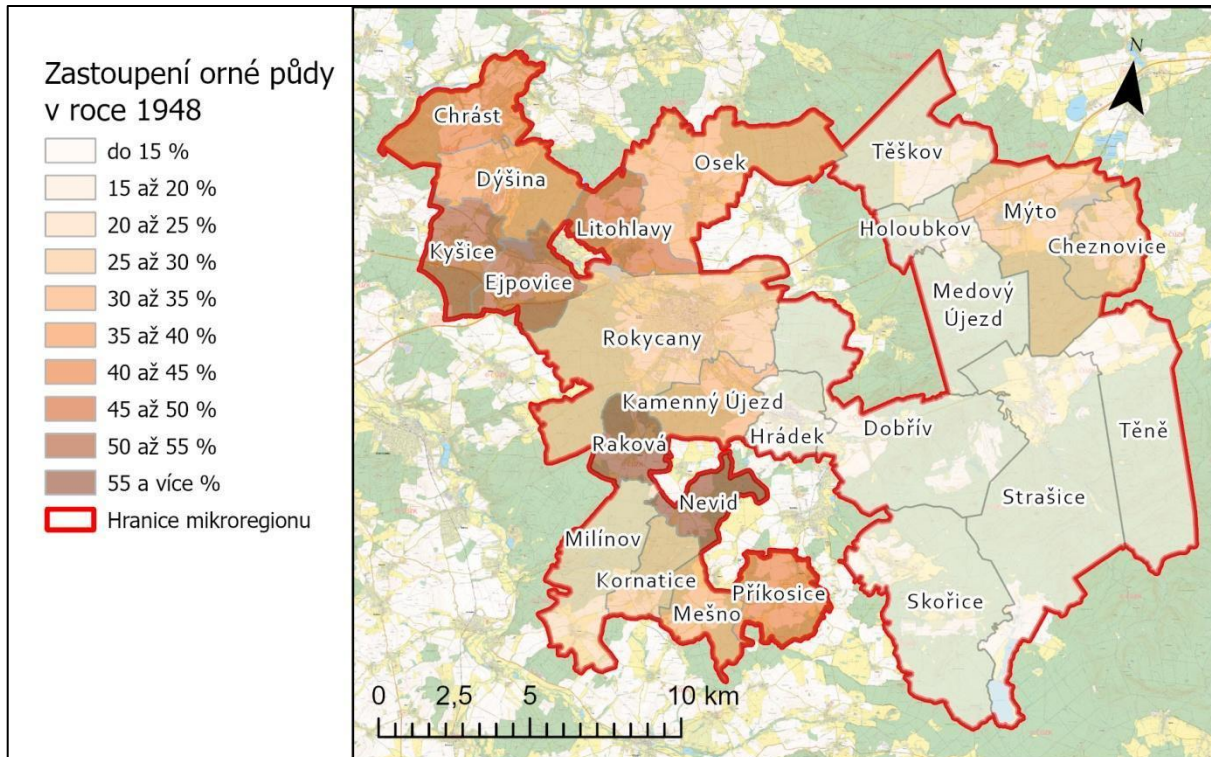 Zastoupení orné půdy
v roce 1948
do 15 %
15 až 20 %
20 až 25 %
25 až 30 %
30 až 35 %
35 až 40 %
40 až 45 %
45 až 50 %
50 až 55 %
55 a více %
Hranice mikroregionu
N
Chrást
Osek
Těškov
Dýšina
Mýto
Litohlavy
Holoubkov
Cheznovice
Kyšice
Ejpovice
Medový
Újezd
Rokycany
Kamenný Újezd
Hrádek
Dobřív
Těně
Raková
Strašice
Nevid
Milínov
Kornatice
Příkosice
Skořice
Mešno
0 2,5 5 10 km